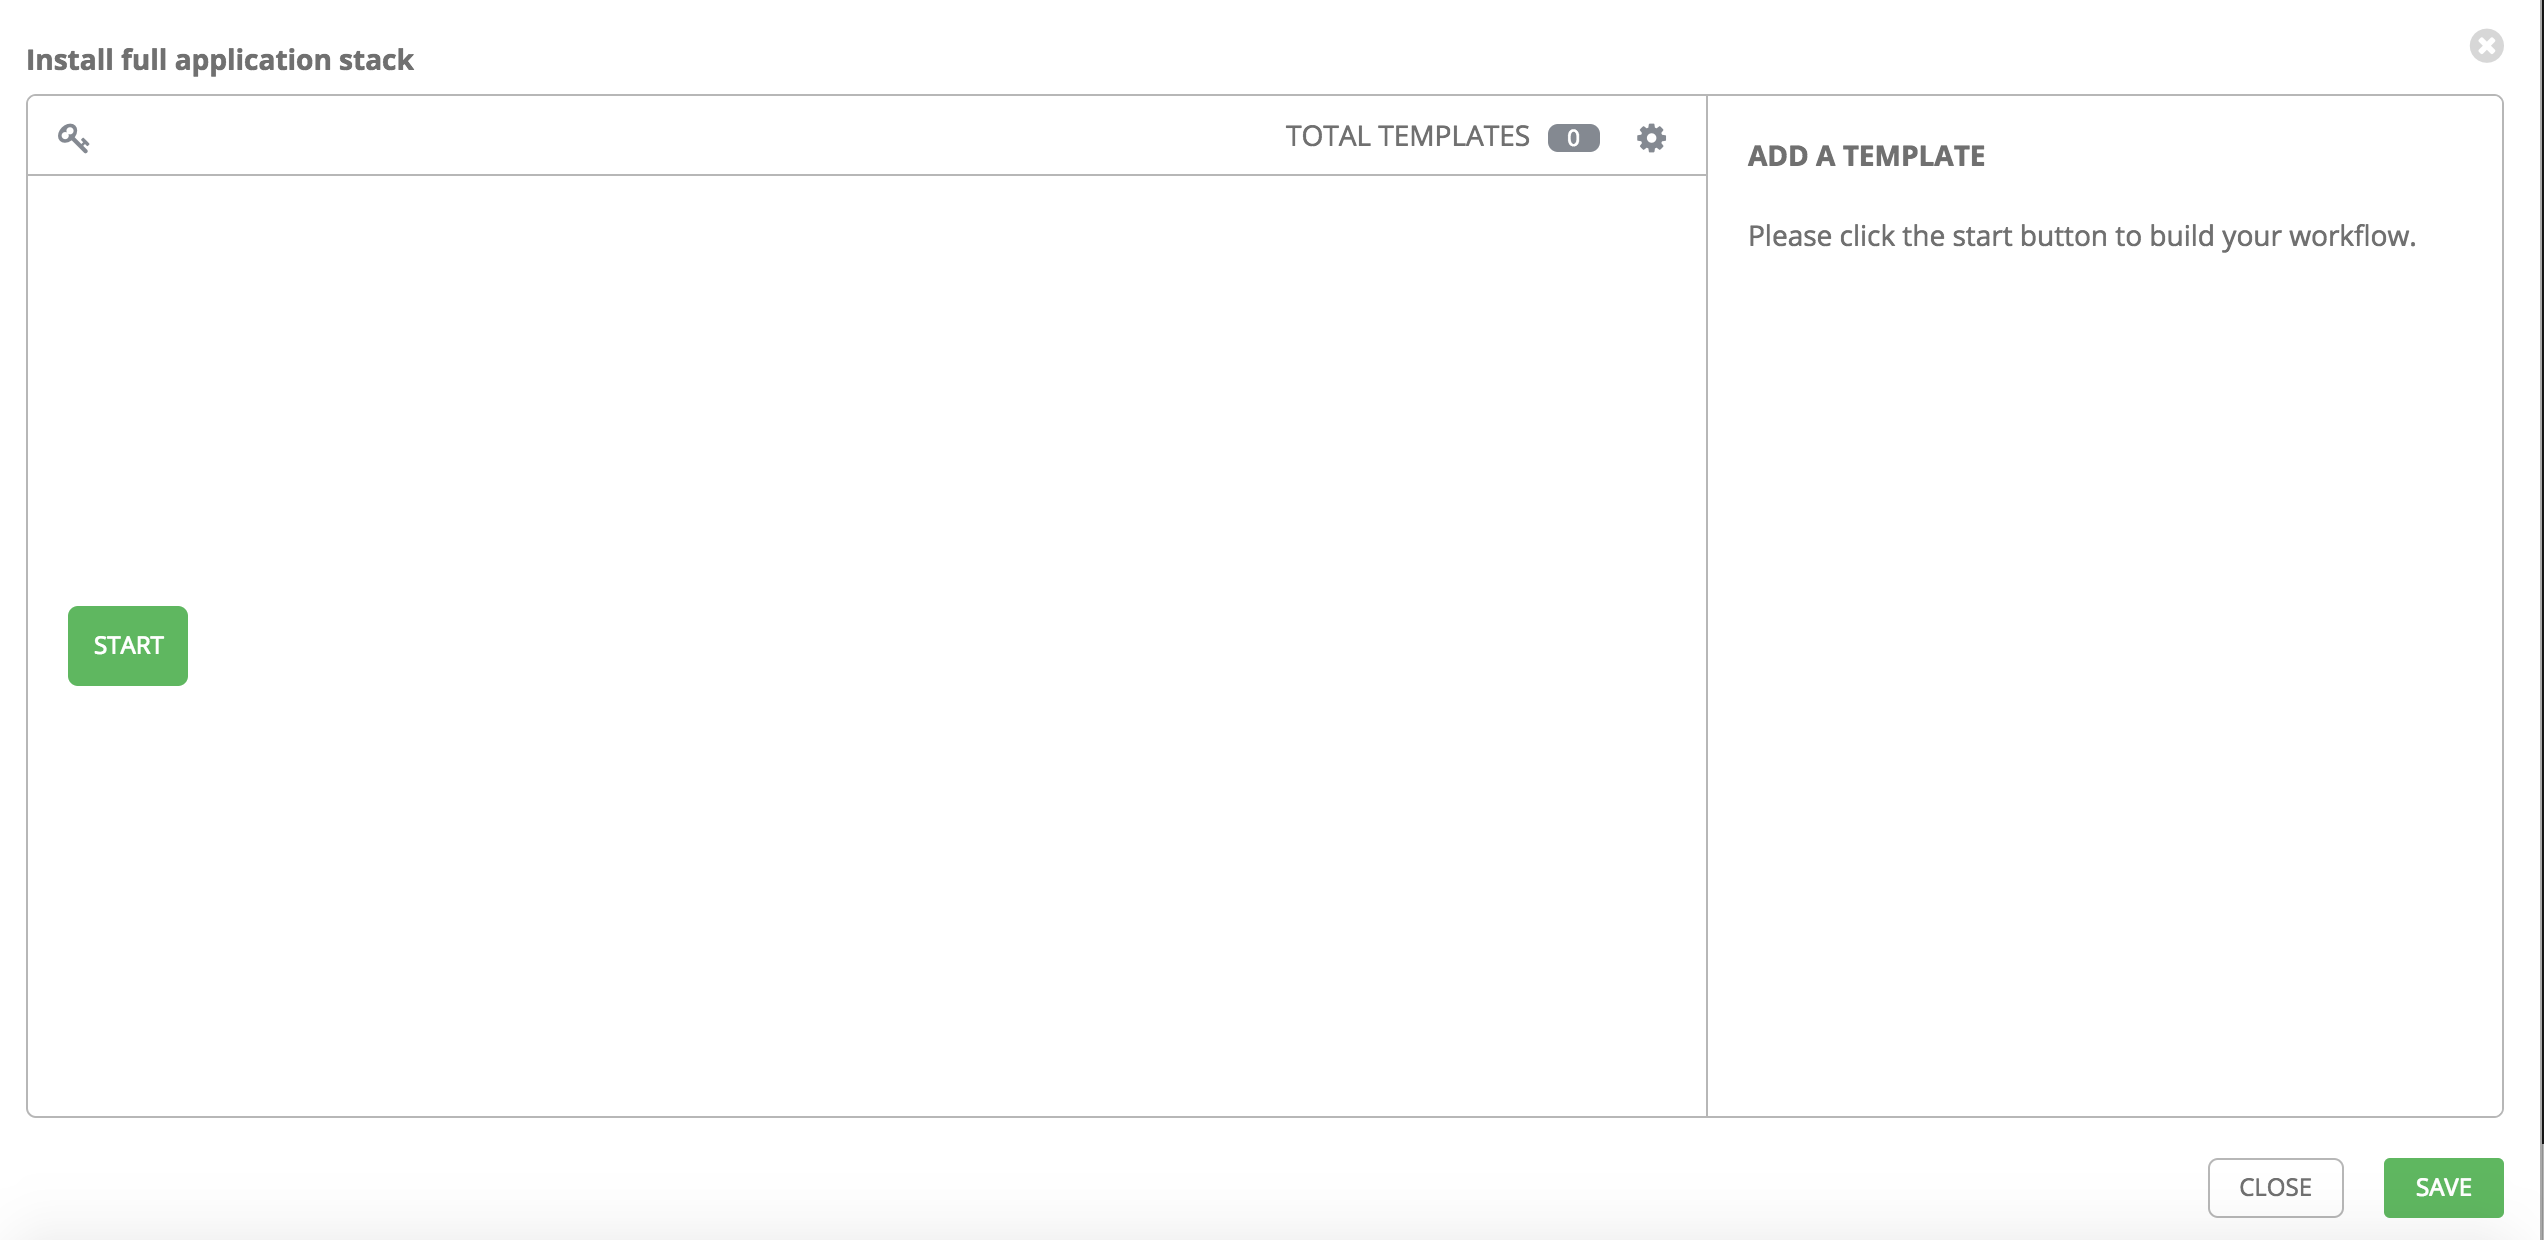 Install full application stack
TOTAL TEMPLATES 0
ADD A TEMPLATE
Please click the start button to build your workflow.
START
CLOSE
SAVE